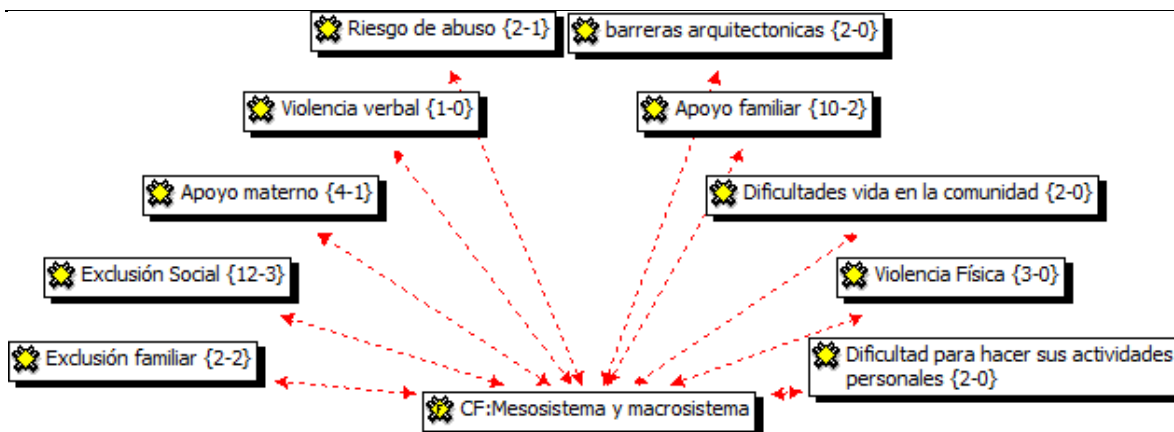 Riesgo de abuso {2-1}
barreras arquitectonicas {2-0}
Violencia verbal {1-0}
Apoyo familiar {10-2}
Apoyo materno {4-1}
Dificultades vida en la comunidad {2-0}
Exclusión Social {12-3}
Violencia Física {3-0}
Exclusión familiar {2-2}
Dificultad para hacer sus actividades
personales {2-0}
CF:Mesosistema y macrosistema